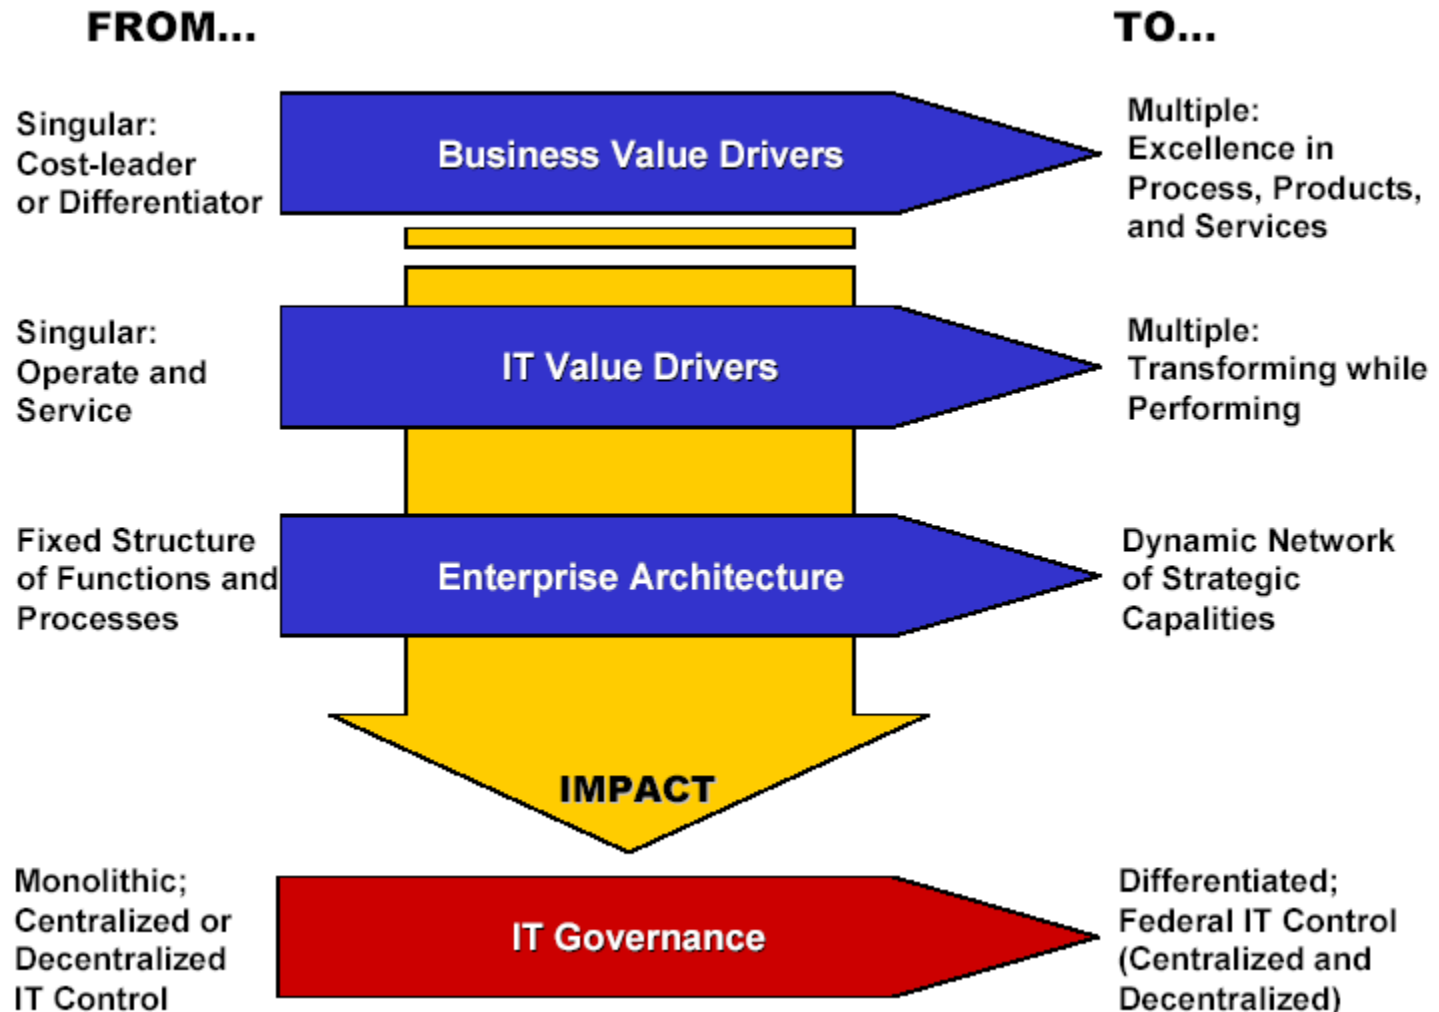 FROM...
TO...
Singular:
Cost-leader
or Differentiator
Business Value Drivers
Multiple:
Excellence in
Process, Products,
and Services
Singular:
Operate and
Service
IT Value Drivers
Multiple:
Transforming while
Performing
Fixed Structure
of Functions and
Processes
Enterprise Architecture
Dynamic Network
of Strategic
Capalities
IMPACT
Monolithic;
Centralized or
Decentralized
IT Control
IT Governance
Differentiated;
Federal IT Control
(Centralized and
Decentralized)